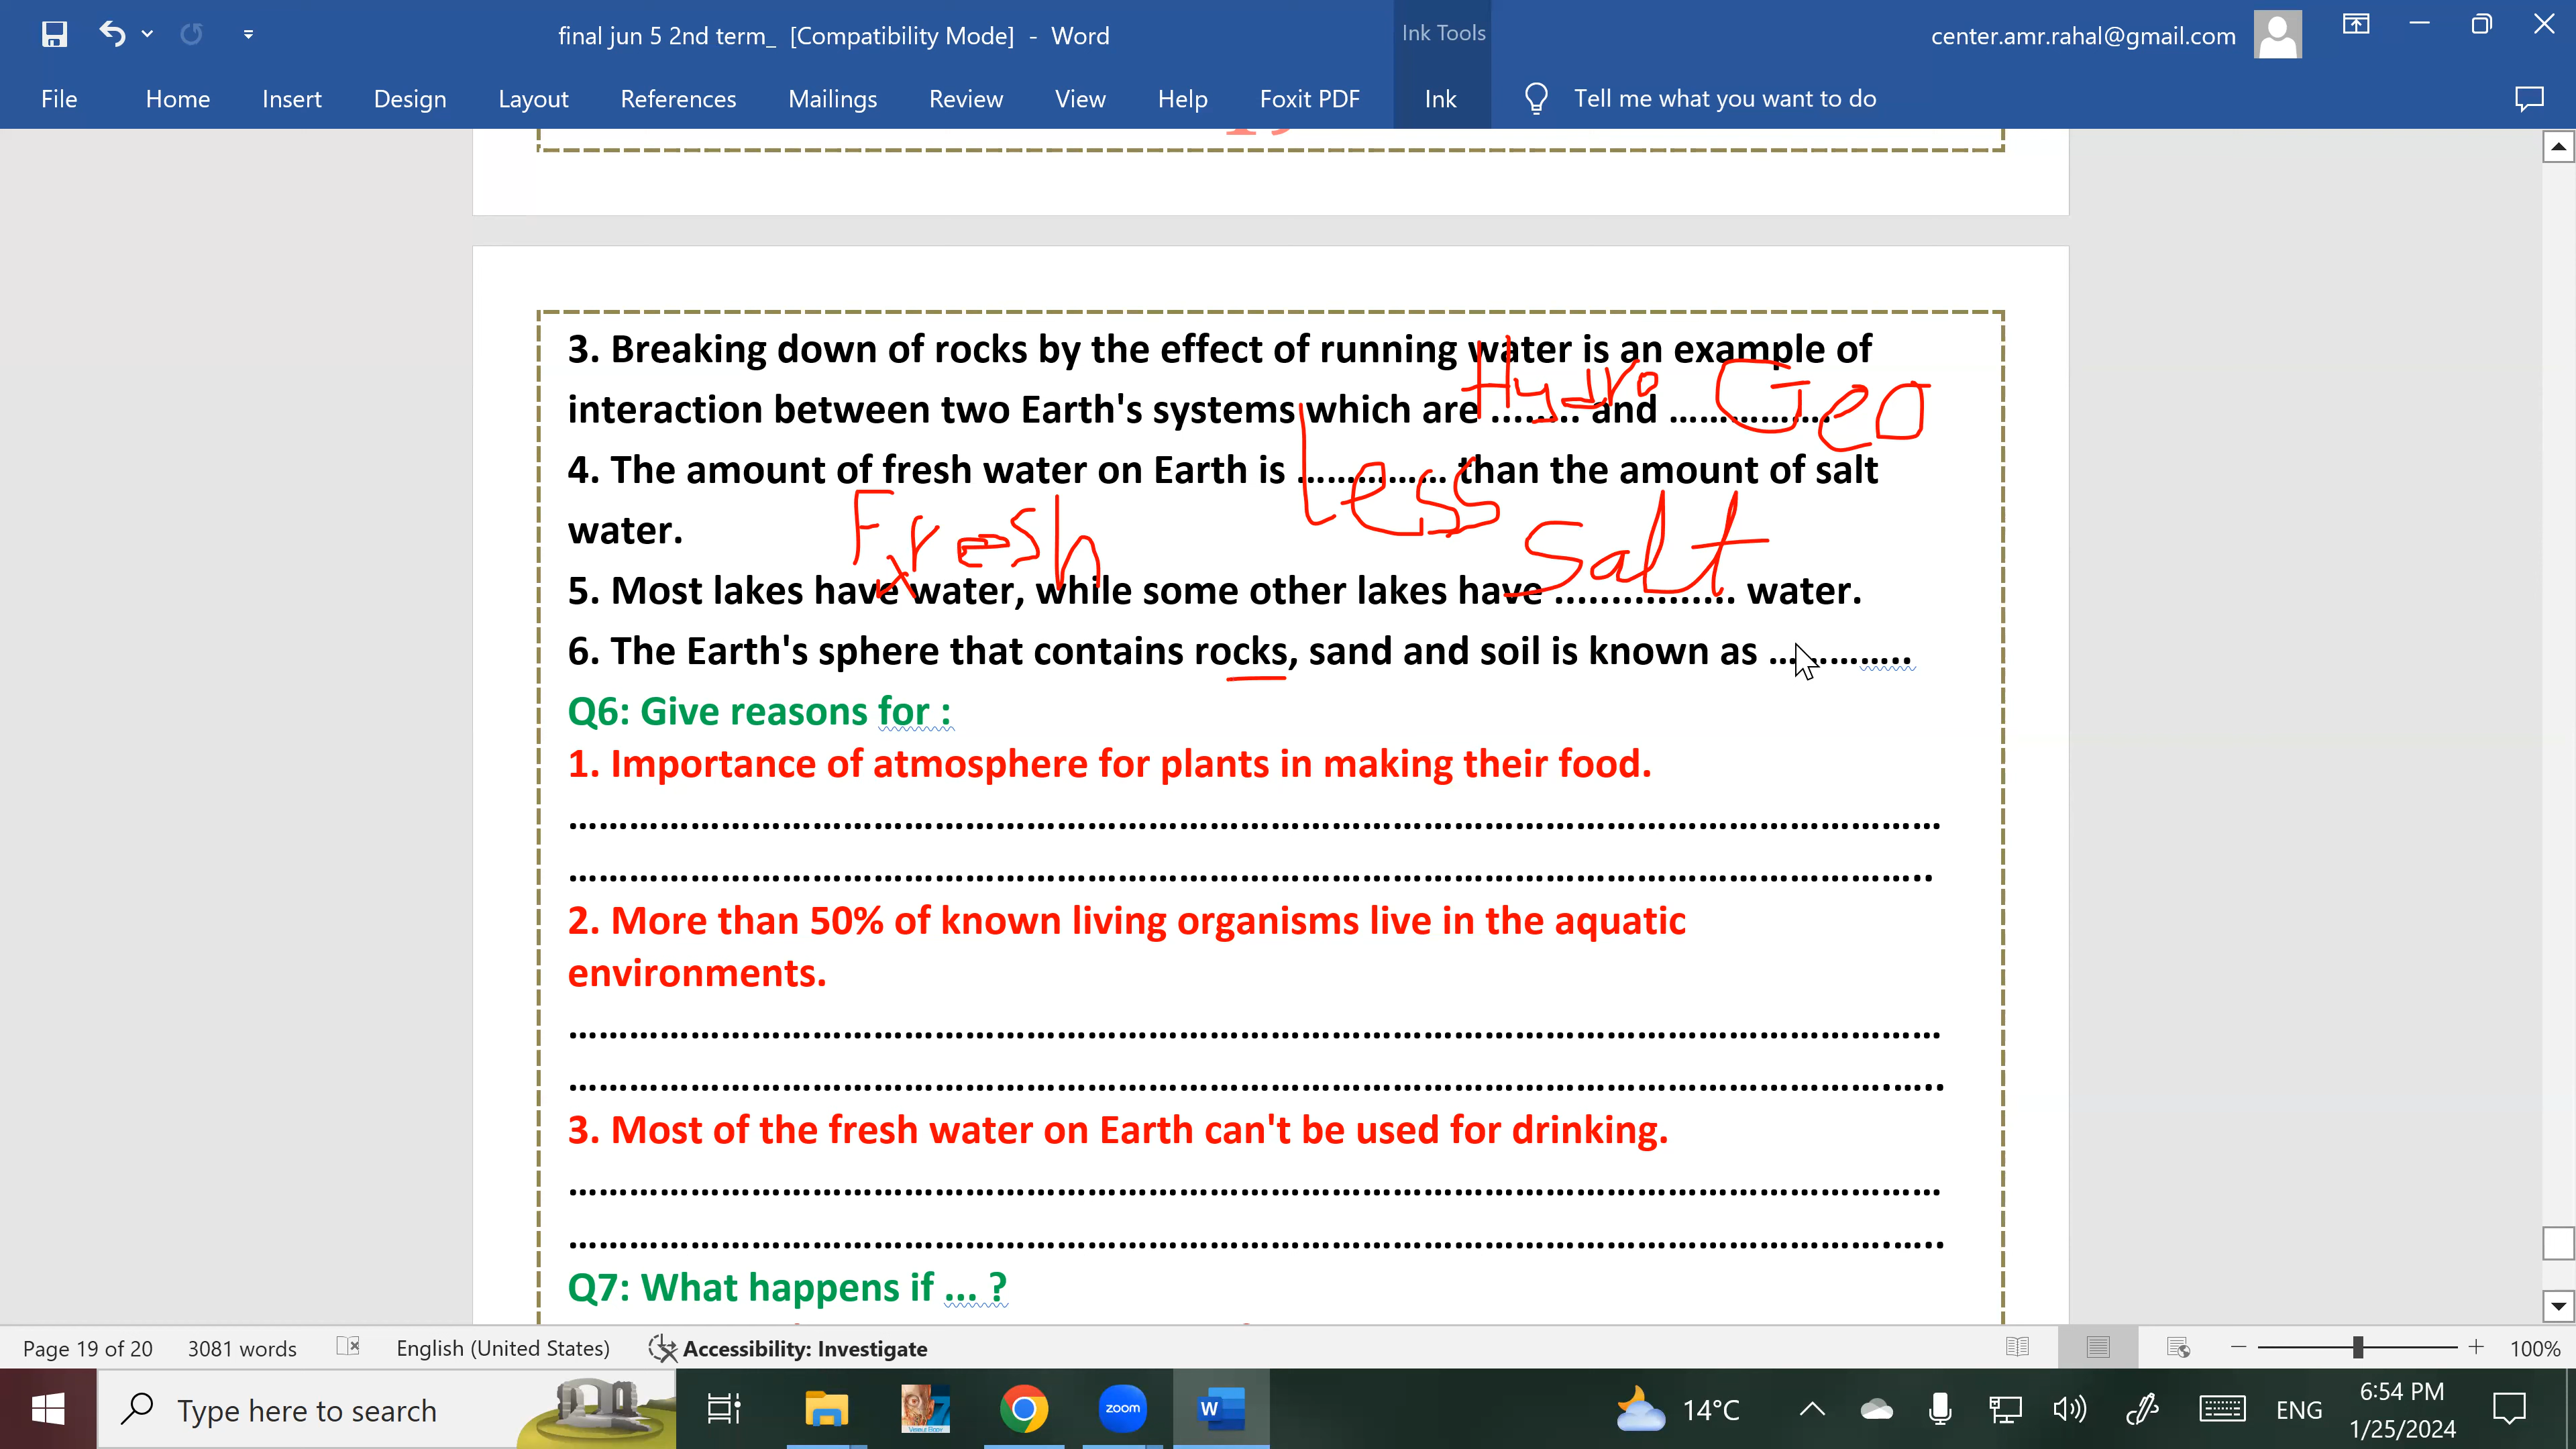 final jun 5 2nd term_ [Compatibility Mode] - Word
Ink Tools
center.amr.rahal@gmail.com
File Home Insert Design Layout References Mailings Review View Help Foxit PDF Ink Tell me what you want to do
3. Breaking down of rocks by the effect of running water is an example of
Hydro Geo
interaction between two Earth's systems which are ........ and ................
Less
4. The amount of fresh water on Earth is .............. than the amount of salt
water.
Fresh Salt
5. Most lakes have water, while some other lakes have ................ water.
6. The Earth's sphere that contains rocks, sand and soil is known as ..............
Q6: Give reasons for :
1. Importance of atmosphere for plants in making their food.
2. More than 50% of known living organisms live in the aquatic
environments.
3. Most of the fresh water on Earth can't be used for drinking.
Q7: What happens if ... ?
Page 19 of 20 3081 words English (United States) Accessibility: Investigate 100%
Type here to search
zoom
W
14°C
ENG
6:54 PM
1/25/2024